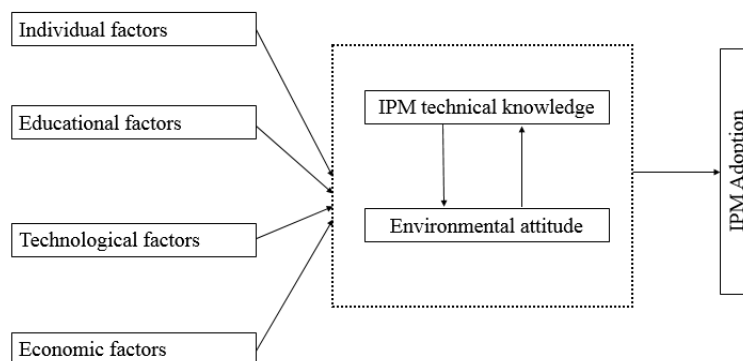 Individual factors
Educational factors
Technological factors
Economic factors
IPM technical knowledge
Environmental attitude
IPM Adoption